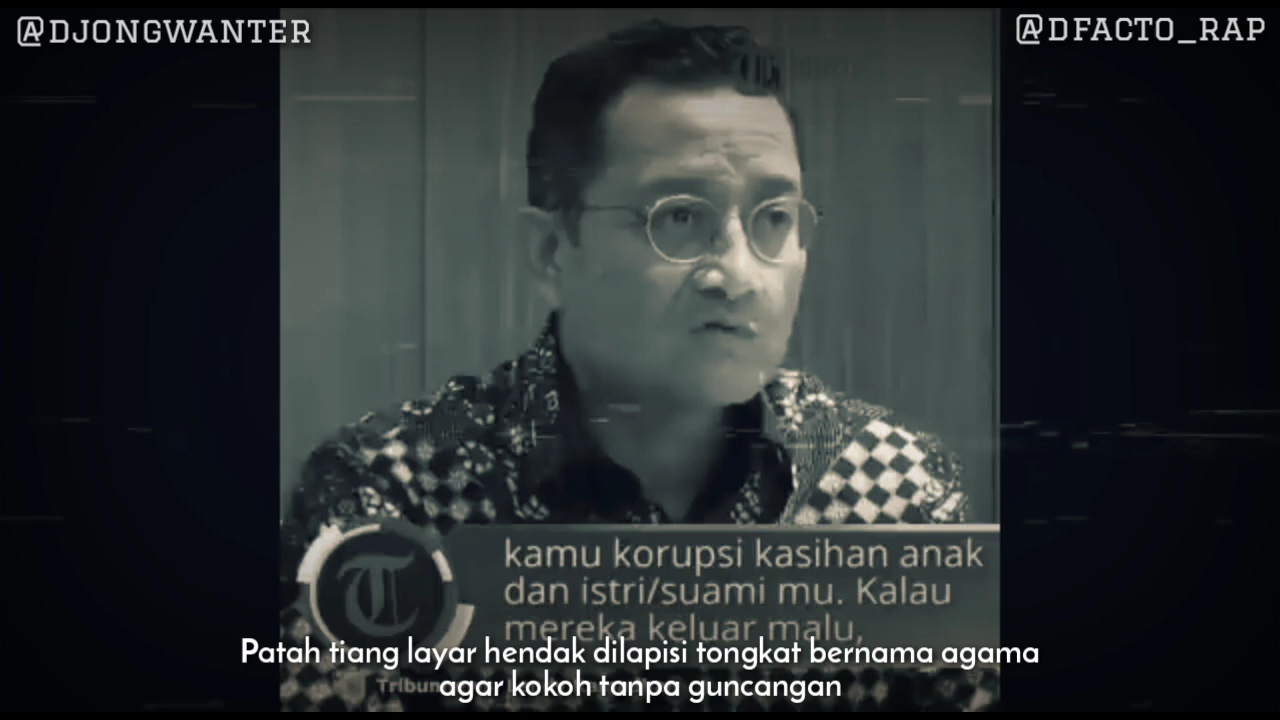 @DJONGWANTER
@DFACTO_RAP
kamu korupsi kasihan anak
dan istri/suami mu. Kalau
mereka keluar malu,
Patah tiang layar hendak dilapisi tongkat bernama agama
agar kokoh tanpa guncangan
T
Tribun